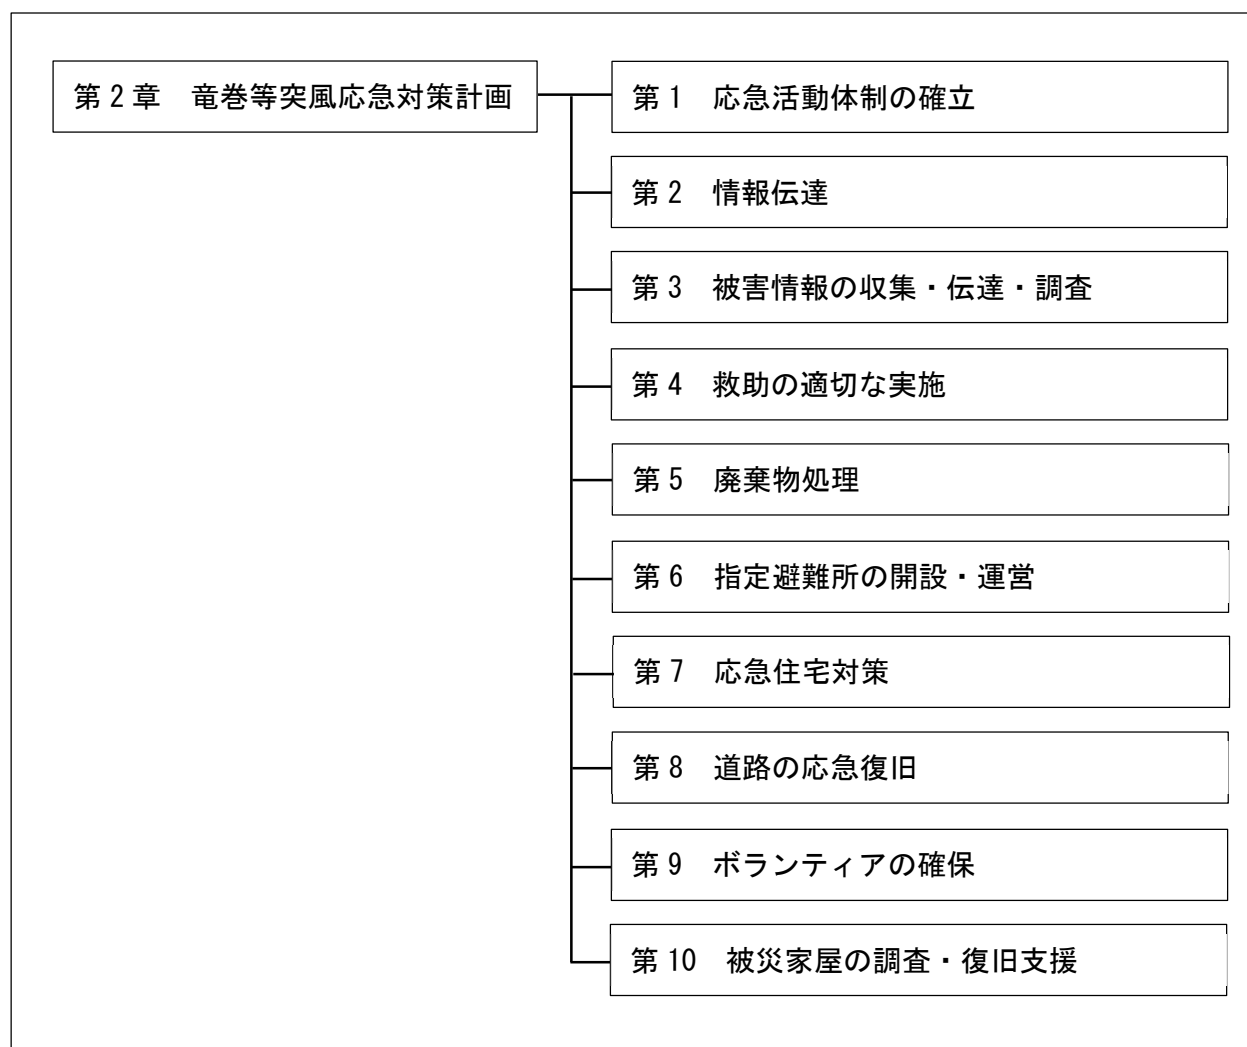 第2章　竜巻等突風応急対策計画
第1　応急活動体制の確立
第2　情報伝達
第3　被害情報の収集・伝達・調査
第4　救助の適切な実施
第5　廃棄物処理
第6　指定避難所の開設・運営
第7　応急住宅対策
第8　道路の応急復旧
第9　ボランティアの確保
第10　被災家屋の調査・復旧支援